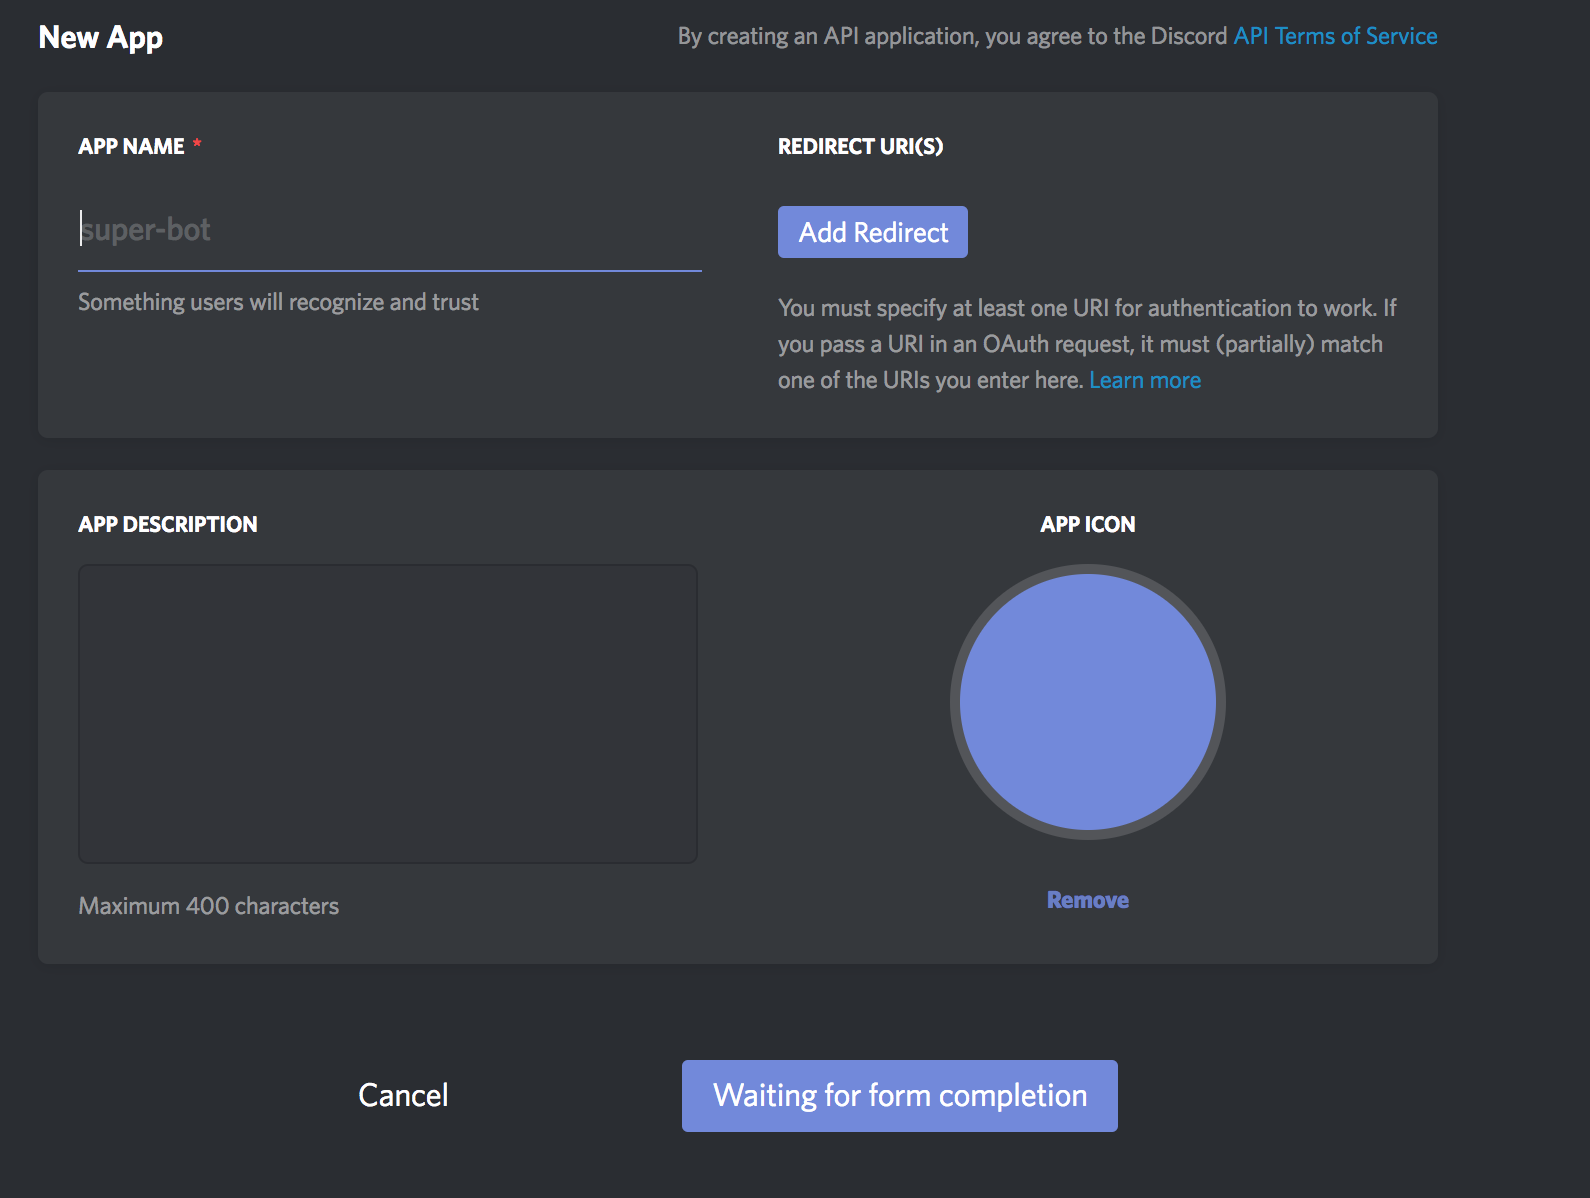 New App
By creating an API application, you agree to the Discord API Terms of Service
APP NAME *
super-bot
Something users will recognize and trust
REDIRECT URI(S)
Add Redirect
You must specify at least one URI for authentication to work. If
you pass a URI in an OAuth request, it must (partially) match
one of the URIs you enter here. Learn more
APP DESCRIPTION
Maximum 400 characters
APP ICON
Remove
Cancel
Waiting for form completion